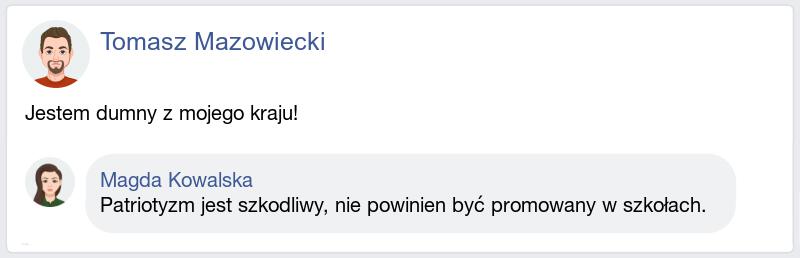 Tomasz Mazowiecki
Jestem dumny z mojego kraju!
Magda Kowalska
Patriotyzm jest szkodliwy, nie powinien być promowany w szkołach.